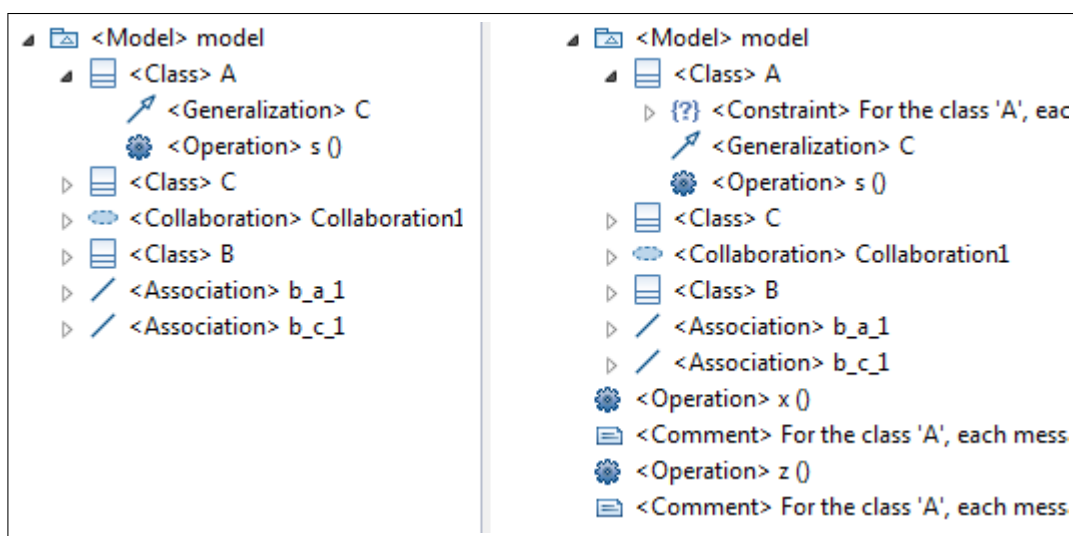 <Model> model
<Class> A
<Generalization> C
<Operation> s ()
<Class> C
<Collaboration> Collaboration1
<Class> B
<Association> b_a_1
<Association> b_c_1
<Model> model
<Class> A
{?} <Constraint> For the class 'A', eac
<Generalization> C
<Operation> s ()
<Class> C
<Collaboration> Collaboration1
<Class> B
<Association> b_a_1
<Association> b_c_1
<Operation> x ()
<Comment> For the class 'A', each mess
<Operation> z ()
<Comment> For the class 'A', each mess